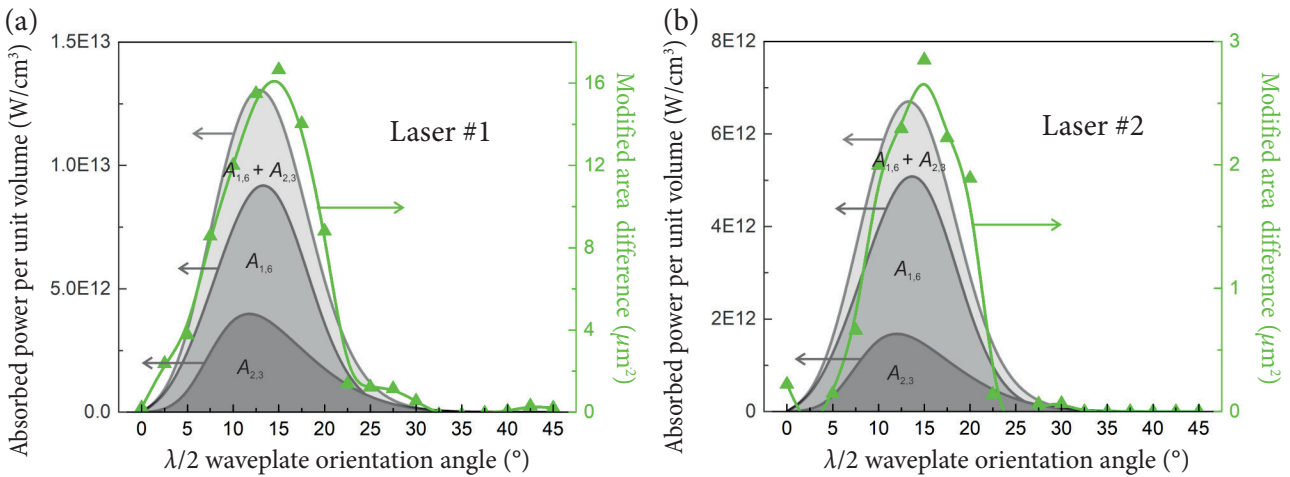 (a)
Absorbed power per unit volume (W/cm³)
1.5E13
1.0E13
5.0E12
0.0
Laser #1
A₁,₆ + A₂,₃
A₁,₆
A₂,₃
16
12
8
4
0
Modified area difference (μm²)
0 5 10 15 20 25 30 35 40 45
λ/2 waveplate orientation angle (°)
(b)
Absorbed power per unit volume (W/cm³)
8E12
6E12
4E12
2E12
0
Laser #2
A₁,₆ + A₂,₃
A₁,₆
A₂,₃
3
2
1
0
Modified area difference (μm²)
0 5 10 15 20 25 30 35 40 45
λ/2 waveplate orientation angle (°)